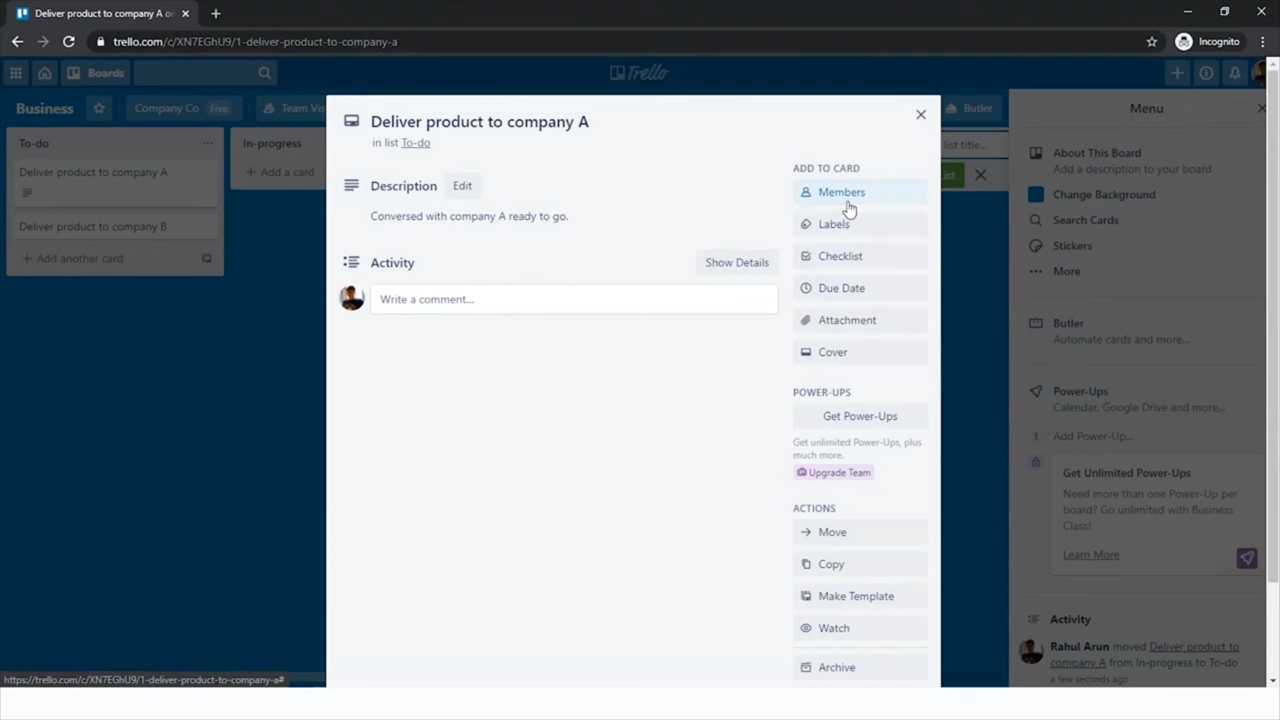 Deliver product to company A o
trello.com/c/XN7EGhU9/1-deliver-product-to-company-a
Incognito
Boards
Trello
Business
Company Co Free
Team Vis
Butler
To-do
Deliver product to company A
Deliver product to company B
+ Add another card
In-progress
+ Add a card
list title...
Deliver product to company A
in list To-do
Description Edit
Conversed with company A ready to go.
Activity
Show Details
Write a comment...
ADD TO CARD
Members
Labels
Checklist
Due Date
Attachment
Cover
POWER-UPS
Get Power-Ups
Get unlimited Power-Ups, plus
much more.
Upgrade Team
ACTIONS
Move
Copy
Make Template
Watch
Archive
Menu
About This Board
Add a description to your board
Change Background
Search Cards
Stickers
More
Butler
Automate cards and more...
Power-Ups
Calendar, Google Drive and more...
1 Add Power-Up...
Get Unlimited Power-Ups
Need more than one Power-Up per
board? Go unlimited with Business
Class!
Learn More
Activity
Rahul Arun moved Deliver product to
company A from In-progress to To-do
a few seconds ago
https://trello.com/c/XN7EGhU9/1-deliver-product-to-company-a#